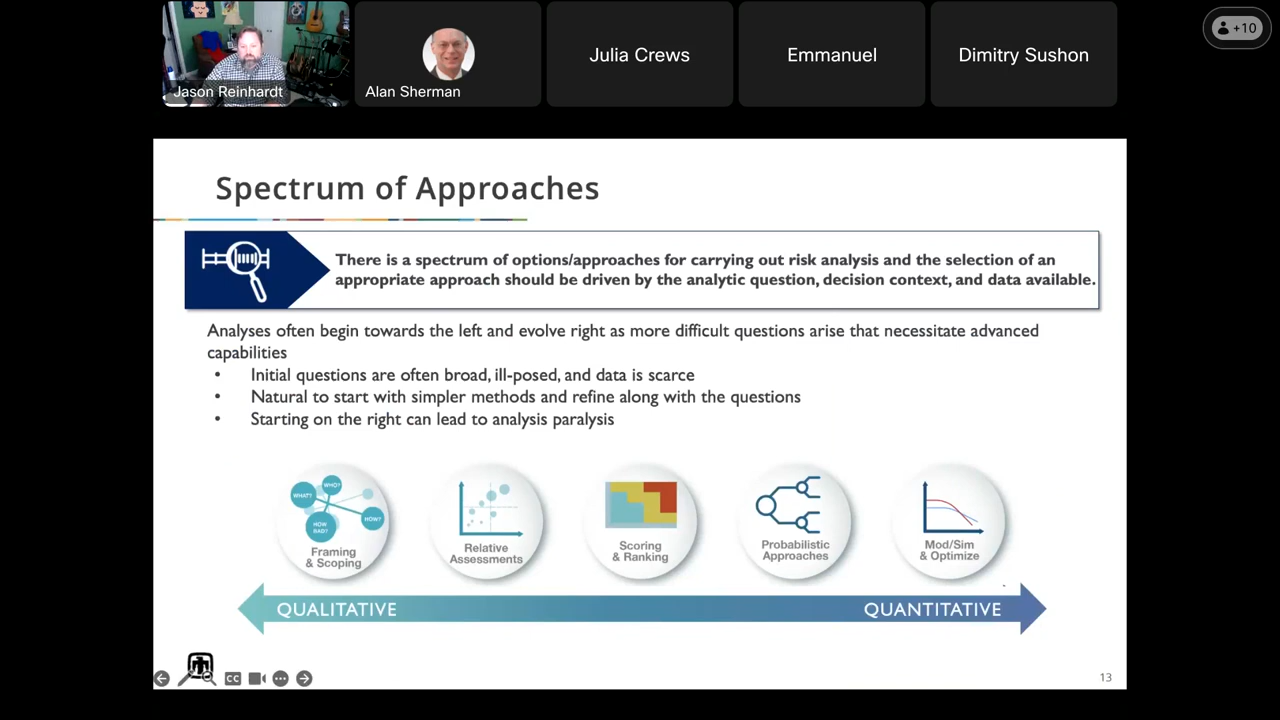 +10
Jason Reinhardt
Alan Sherman
Julia Crews
Emmanuel
Dimitry Sushon
Spectrum of Approaches
There is a spectrum of options/approaches for carrying out risk analysis and the selection of an
appropriate approach should be driven by the analytic question, decision context, and data available.
Analyses often begin towards the left and evolve right as more difficult questions arise that necessitate advanced
capabilities
• Initial questions are often broad, ill-posed, and data is scarce
• Natural to start with simpler methods and refine along with the questions
• Starting on the right can lead to analysis paralysis
WHAT?
WHO?
HOW
BAD?
HOW?
Framing
& Scoping
Relative
Assessments
Scoring
& Ranking
Probabilistic
Approaches
Mod/Sim
& Optimize
QUALITATIVE
QUANTITATIVE
CC
13